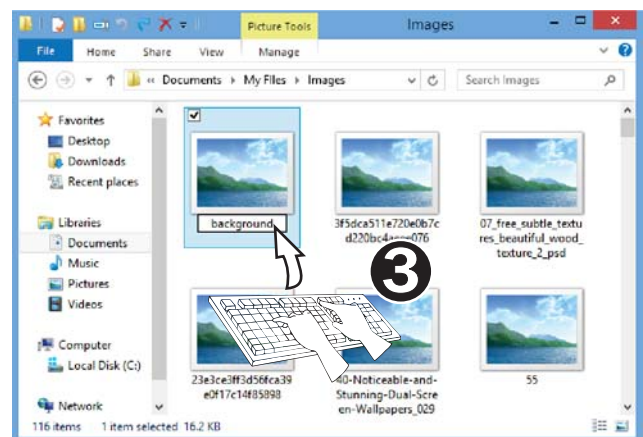 Picture Tools
Images
File
Home
Share
View
Manage
« Documents
My Files
Images
Search Images
Favorites
Desktop
Downloads
Recent places
Libraries
Documents
Music
Pictures
Videos
Computer
Local Disk (C:)
Network
background
3f5dca511e720e0b7c
076
07_free_subtle_textu
res_beautiful_wood_
texture_2_psd
3
23e3ce3ff3d56fca39
e0f17c14f85898
40-Noticeable-and-
Stunning-Dual-Scre
en-Wallpapers_029
55
116 items
1 item selected 16.2 KB